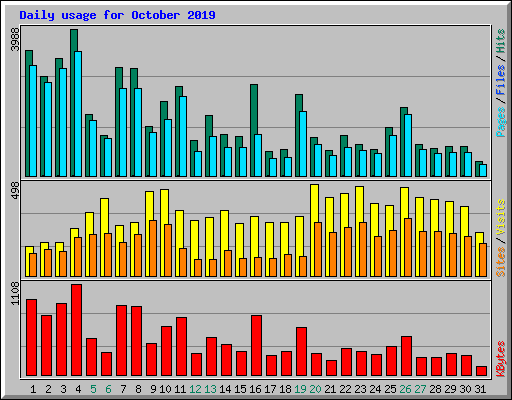 Daily usage for October 2019
3988
Pages / Files / Hits
498
Sites / Visits
1108
KBytes
1 2 3 4 5 6 7 8 9 10 11 12 13 14 15 16 17 18 19 20 21 22 23 24 25 26 27 28 29 30 31